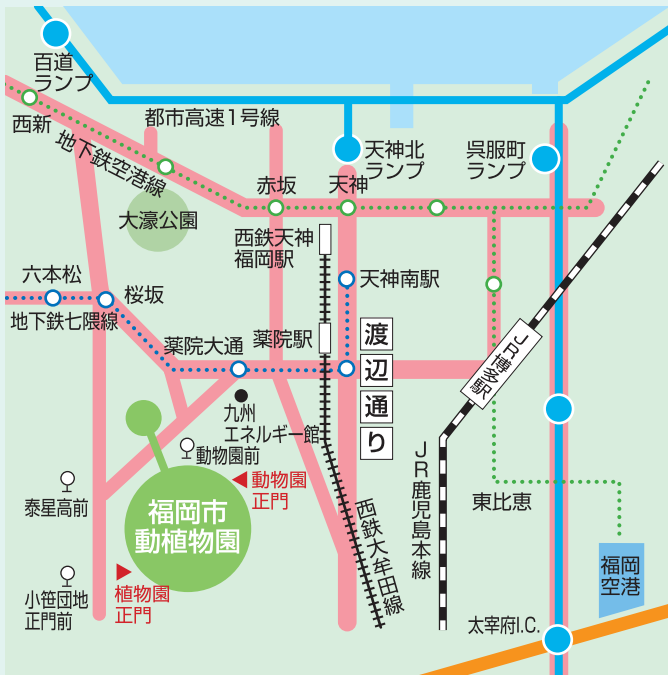 百道
ランプ
西新
都市高速1号線
地下鉄空港線
天神北
ランプ
呉服町
ランプ
赤坂
天神
大濠公園
西鉄天神
福岡駅
六本松
桜坂
天神南駅
地下鉄七隈線
薬院大通
薬院駅
渡辺通り
JR博多駅
九州
エネルギー館
動物園前
動物園
正門
泰星高前
福岡市
動植物園
西鉄大牟田線
JR鹿児島本線
東比恵
植物園
正門
小笹団地
正門前
福岡
空港
太宰府I.C.